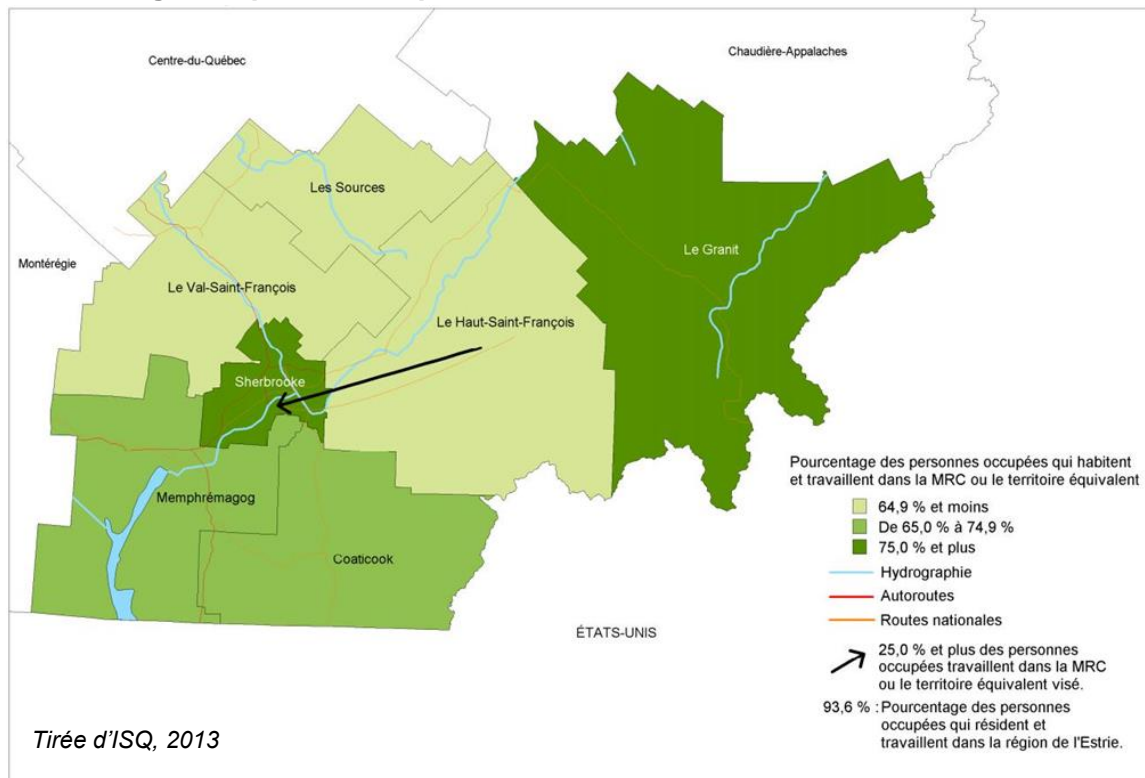 Centre-du-Québec
Chaudière-Appalaches
Les Sources
Le Granit
Montérégie
Le Val-Saint-François
Le Haut-Saint-François
Sherbrooke
Memphrémagog
Coaticook
ÉTATS-UNIS
Pourcentage des personnes occupées qui habitent
et travaillent dans la MRC ou le territoire équivalent
64,9 % et moins
De 65,0 % à 74,9 %
75,0 % et plus
Hydrographie
Autoroutes
Routes nationales
25,0 % et plus des personnes
occupées travaillent dans la MRC
ou le territoire équivalent visé.
93,6 % : Pourcentage des personnes
occupées qui résident et
travaillent dans la région de l'Estrie.
Tirée d'ISQ, 2013